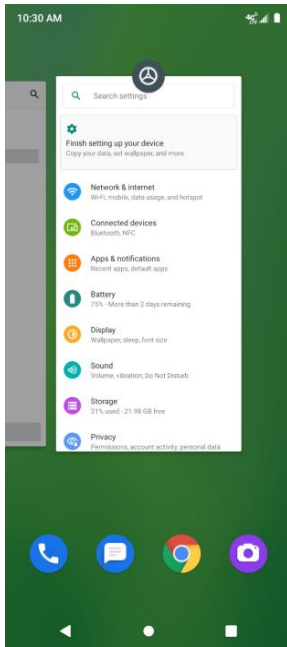 10:30 AM
4G
LTE
Search settings
Finish setting up your device
Copy your data, set wallpaper, and more
Network & internet
Wi-Fi, mobile, data usage, and hotspot
Connected devices
Bluetooth, NFC
Apps & notifications
Recent apps, default apps
Battery
75% - More than 2 days remaining
Display
Wallpaper, sleep, font size
Sound
Volume, vibration, Do Not Disturb
Storage
31% used - 21.98 GB free
Privacy
Permissions, account activity, personal data